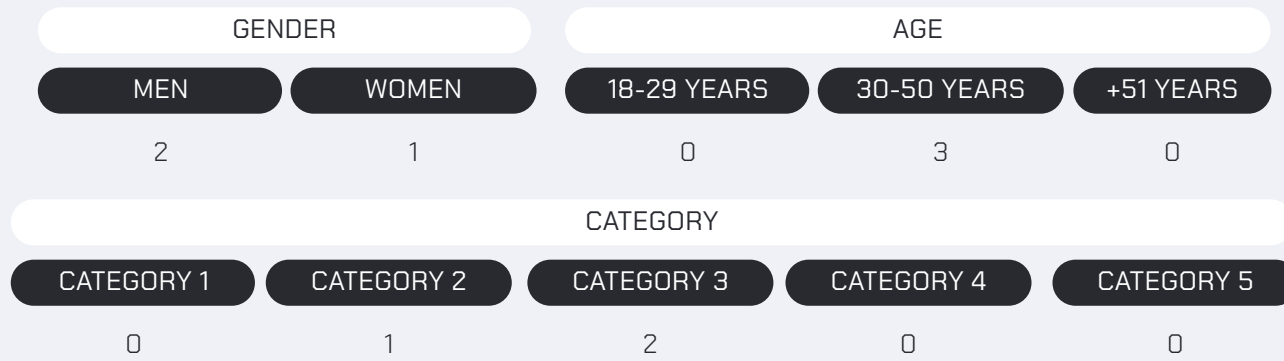 GENDER AGE
MEN WOMEN 18-29 YEARS 30-50 YEARS +51 YEARS
2 1 0 3 0
CATEGORY
CATEGORY 1 CATEGORY 2 CATEGORY 3 CATEGORY 4 CATEGORY 5
0 1 2 0 0